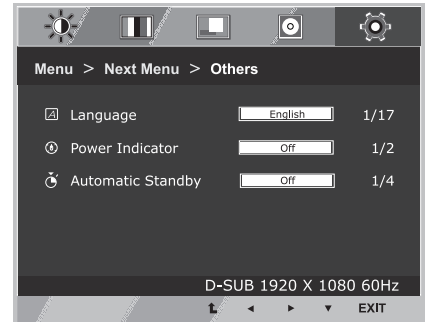 Menu > Next Menu > Others
Language English 1/17
Power Indicator Off 1/2
Automatic Standby Off 1/4
D-SUB 1920 X 1080 60Hz
EXIT